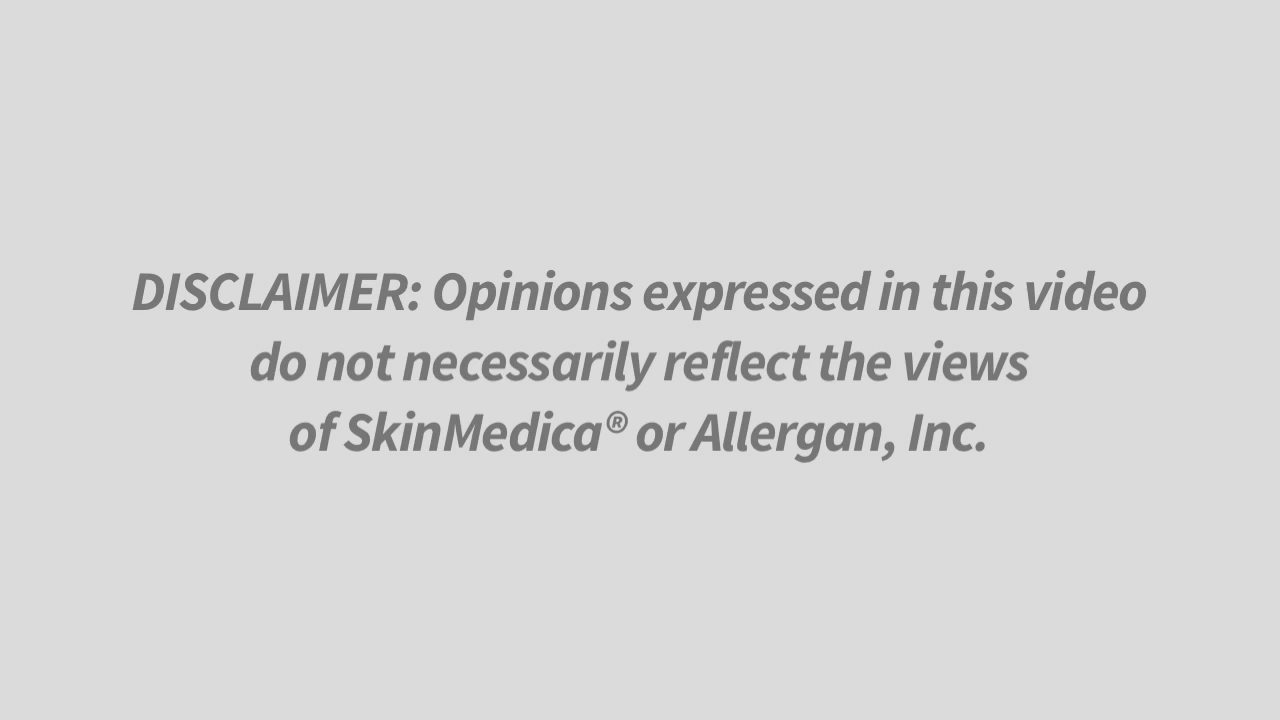 DISCLAIMER: Opinions expressed in this video
do not necessarily reflect the views
of SkinMedica® or Allergan, Inc.